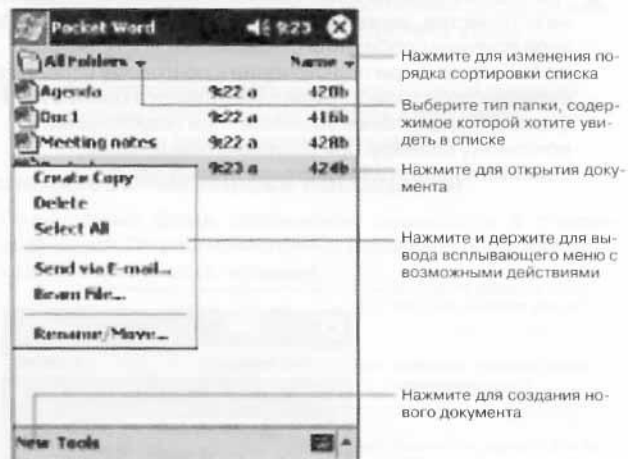 Pocket Word 9:23
All Folders Name
Agenda 9:22 a 420b
Doc1 9:22 a 416b
Meeting notes 9:22 a 428b
9:23 a 424b
Create Copy
Delete
Select All
Send via E-mail...
Beam File...
Rename/Move...
New Tools
Нажмите для изменения по-
рядка сортировки списка
Выберите тип папки, содер-
жимое которой хотите уви-
деть в списке
Нажмите для открытия доку-
мента
Нажмите и держите для вы-
вода всплывающего меню с
возможными действиями
Нажмите для создания но-
вого документа